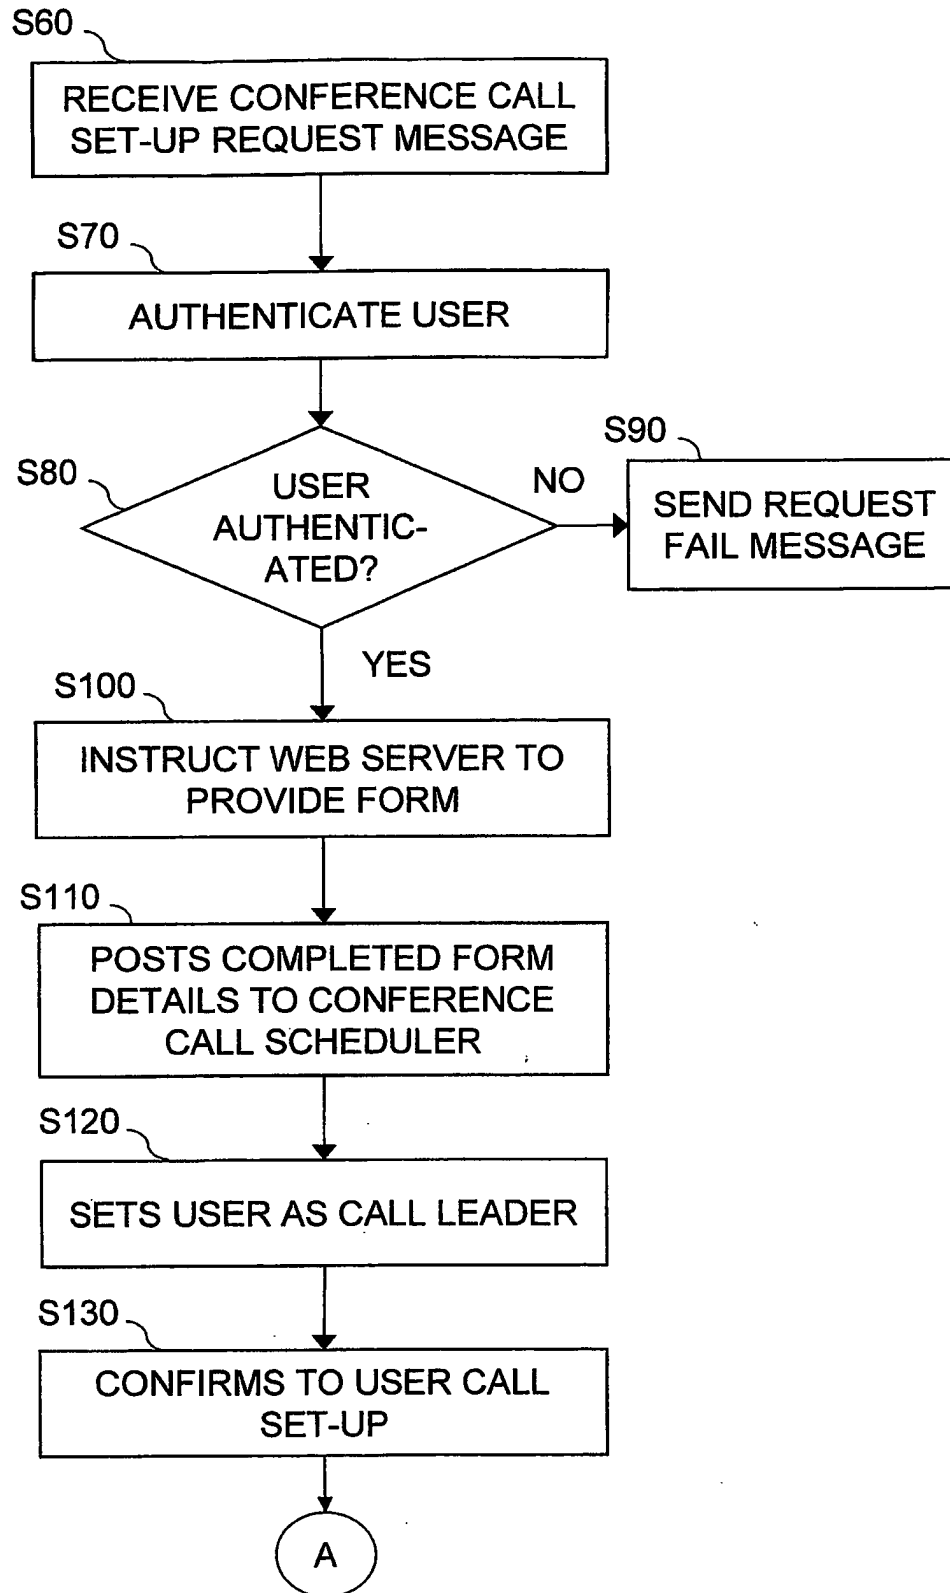 S60
RECEIVE CONFERENCE CALL
SET-UP REQUEST MESSAGE
S70
AUTHENTICATE USER
S80
USER
AUTHENTIC-
ATED?
NO
S90
SEND REQUEST
FAIL MESSAGE
YES
S100
INSTRUCT WEB SERVER TO
PROVIDE FORM
S110
POSTS COMPLETED FORM
DETAILS TO CONFERENCE
CALL SCHEDULER
S120
SETS USER AS CALL LEADER
S130
CONFIRMS TO USER CALL
SET-UP
A